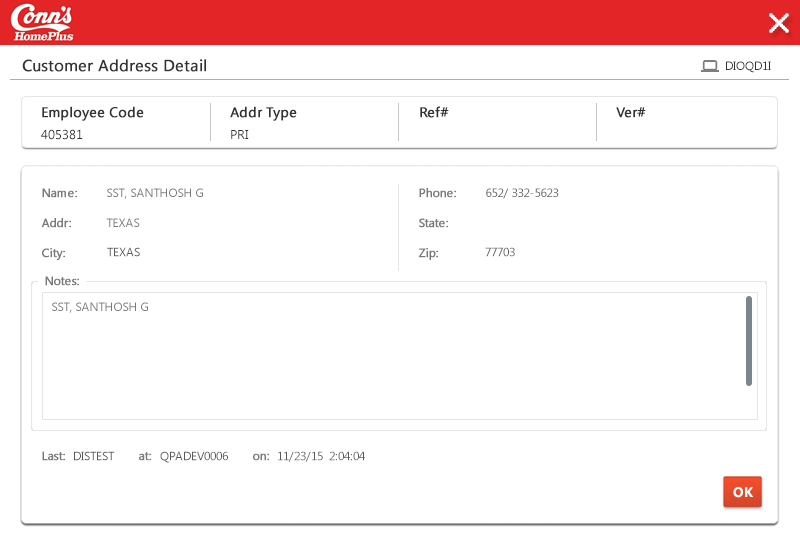 Conn's
HomePlus
Customer Address Detail
DIOQD1I
Employee Code Addr Type Ref# Ver#
405381 PRI
Name: SST, SANTHOSH G Phone: 652/ 332-5623
Addr: TEXAS State:
City: TEXAS Zip: 77703
Notes:
SST, SANTHOSH G
Last: DISTEST at: QPADEV0006 on: 11/23/15 2:04:04
OK